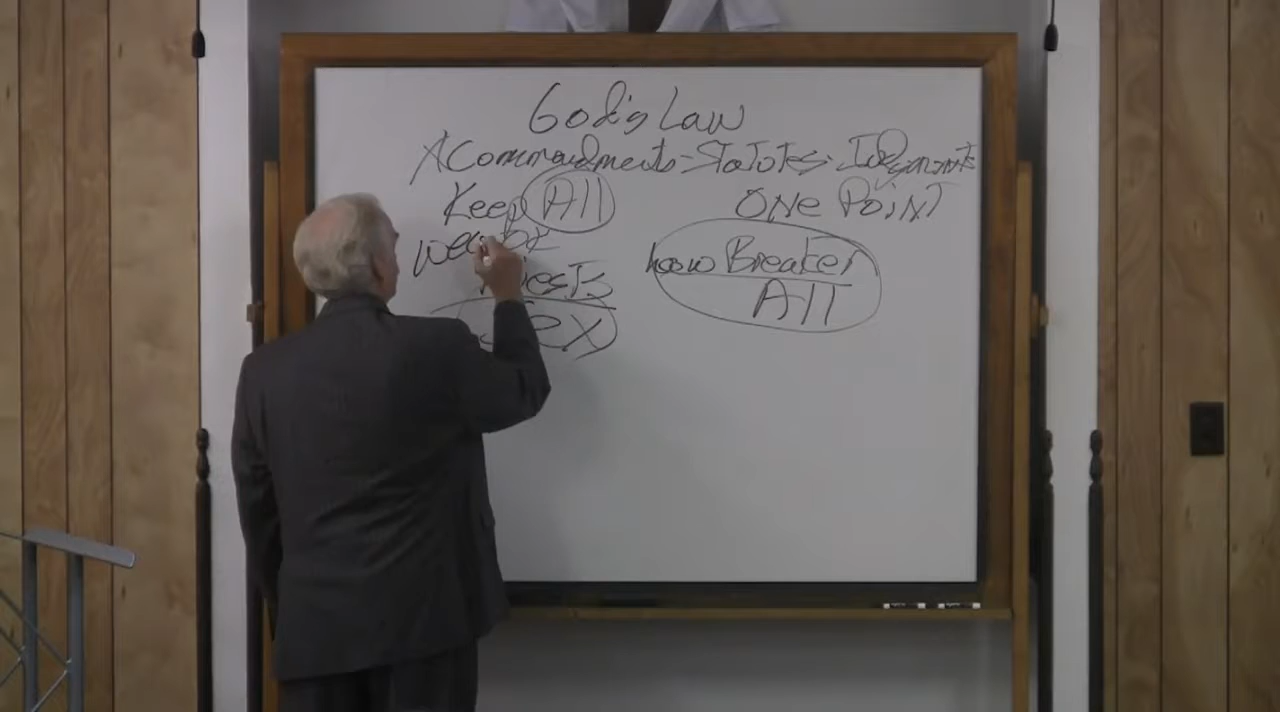 God's Law
X Commandments - Statutes - Judgments
Keep All
ONe PoiNT
Law Breaker
All